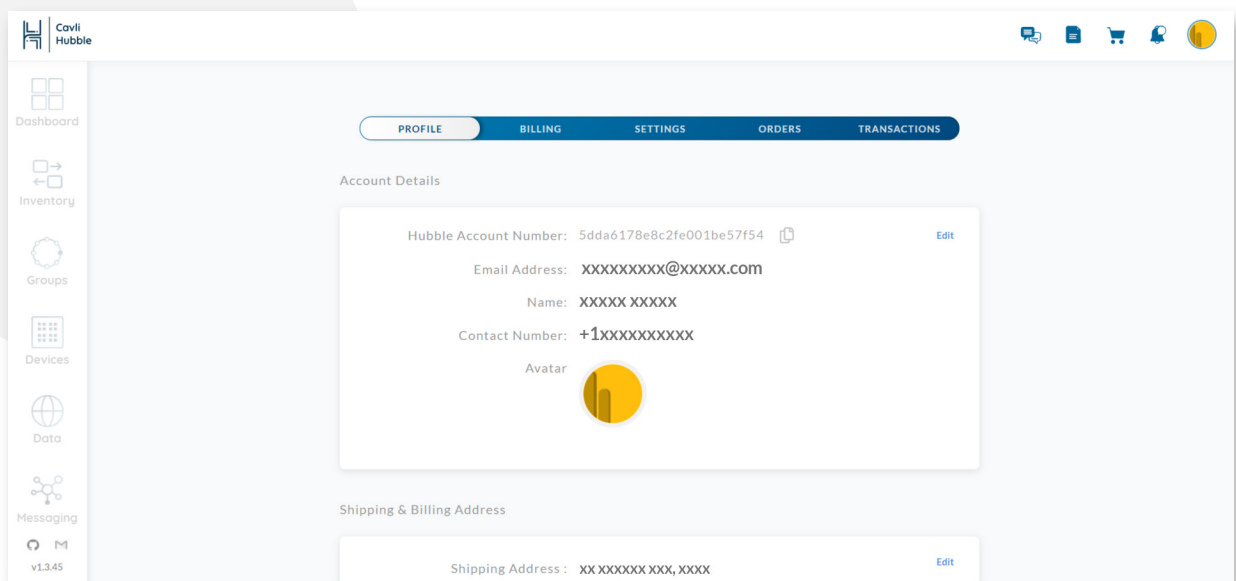 Cavli
Hubble
Dashboard
Inventory
Groups
Devices
Data
Messaging
v1.3.45
PROFILE BILLING SETTINGS ORDERS TRANSACTIONS
Account Details
Hubble Account Number: 5dda6178e8c2fe001be57f54 Edit
Email Address: xxxxxxxxx@xxxxx.com
Name: xxxxx xxxxx
Contact Number: +1xxxxxxxxxx
Avatar
Shipping & Billing Address
Shipping Address : xx xxxxxx xxx, xxxx Edit